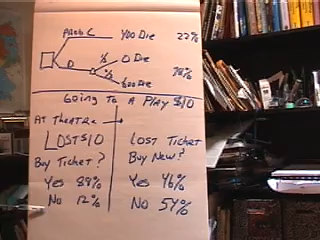 C 400 Die 22%
D 1/3 0 Die
2/3 78%
600 Die
Going To A Play $10
At Theatre
Lost $10
Buy Ticket?
Yes 88%
No 12%
Lost Ticket
Buy New?
Yes 46%
No 54%